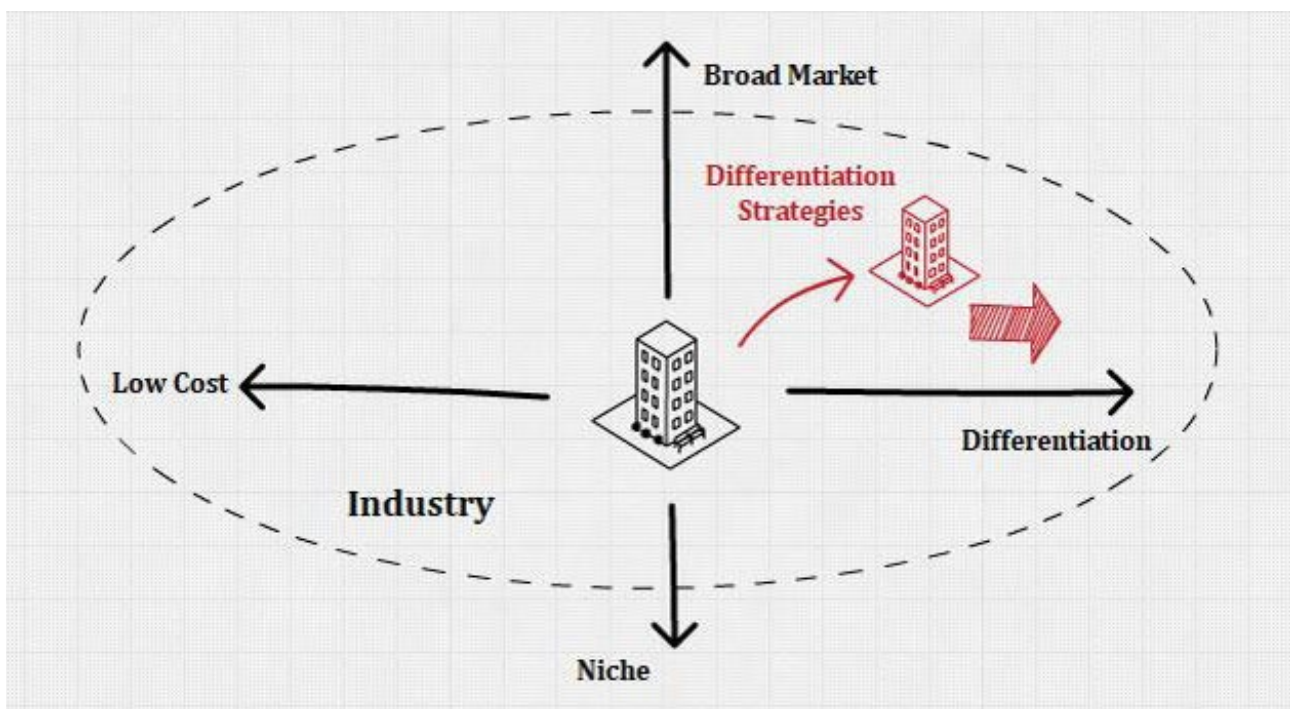 Broad Market
Differentiation
Strategies
Low Cost
Differentiation
Industry
Niche